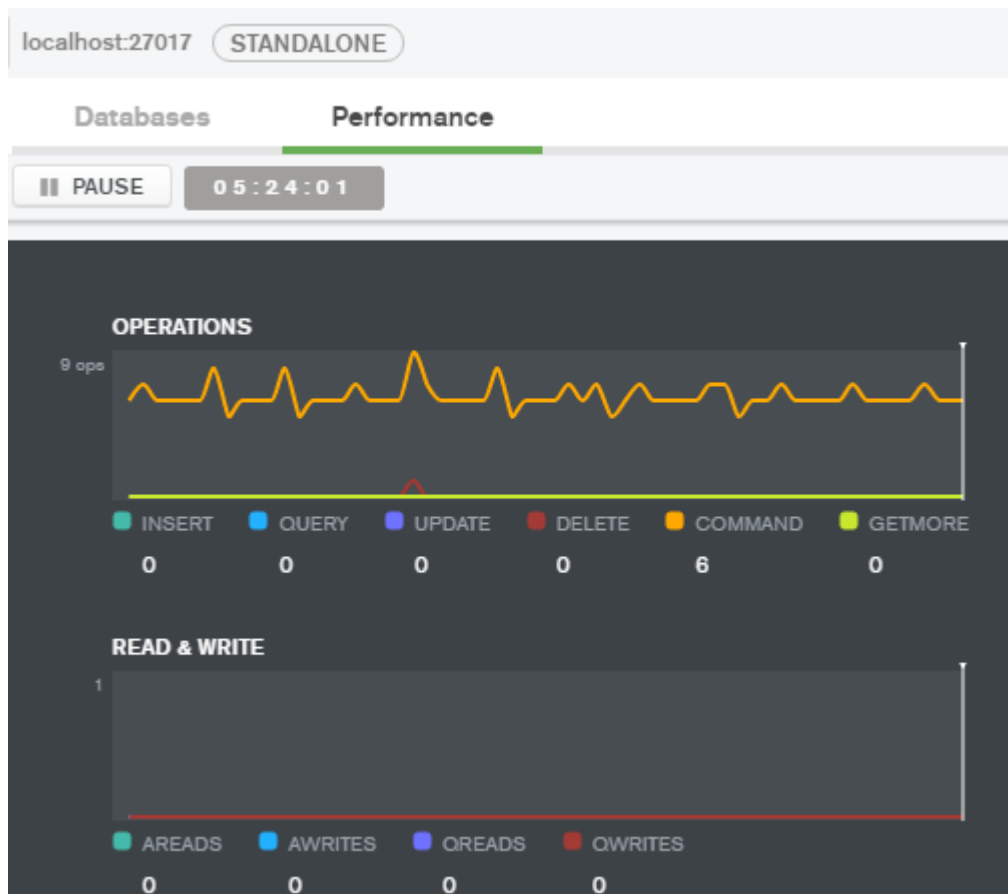 localhost:27017 STANDALONE
Databases Performance
PAUSE 05:24:01
OPERATIONS
9 ops
INSERT QUERY UPDATE DELETE COMMAND GETMORE
0 0 0 0 6 0
READ & WRITE
1
AREADS AWRITES QREADS QWRITES
0 0 0 0